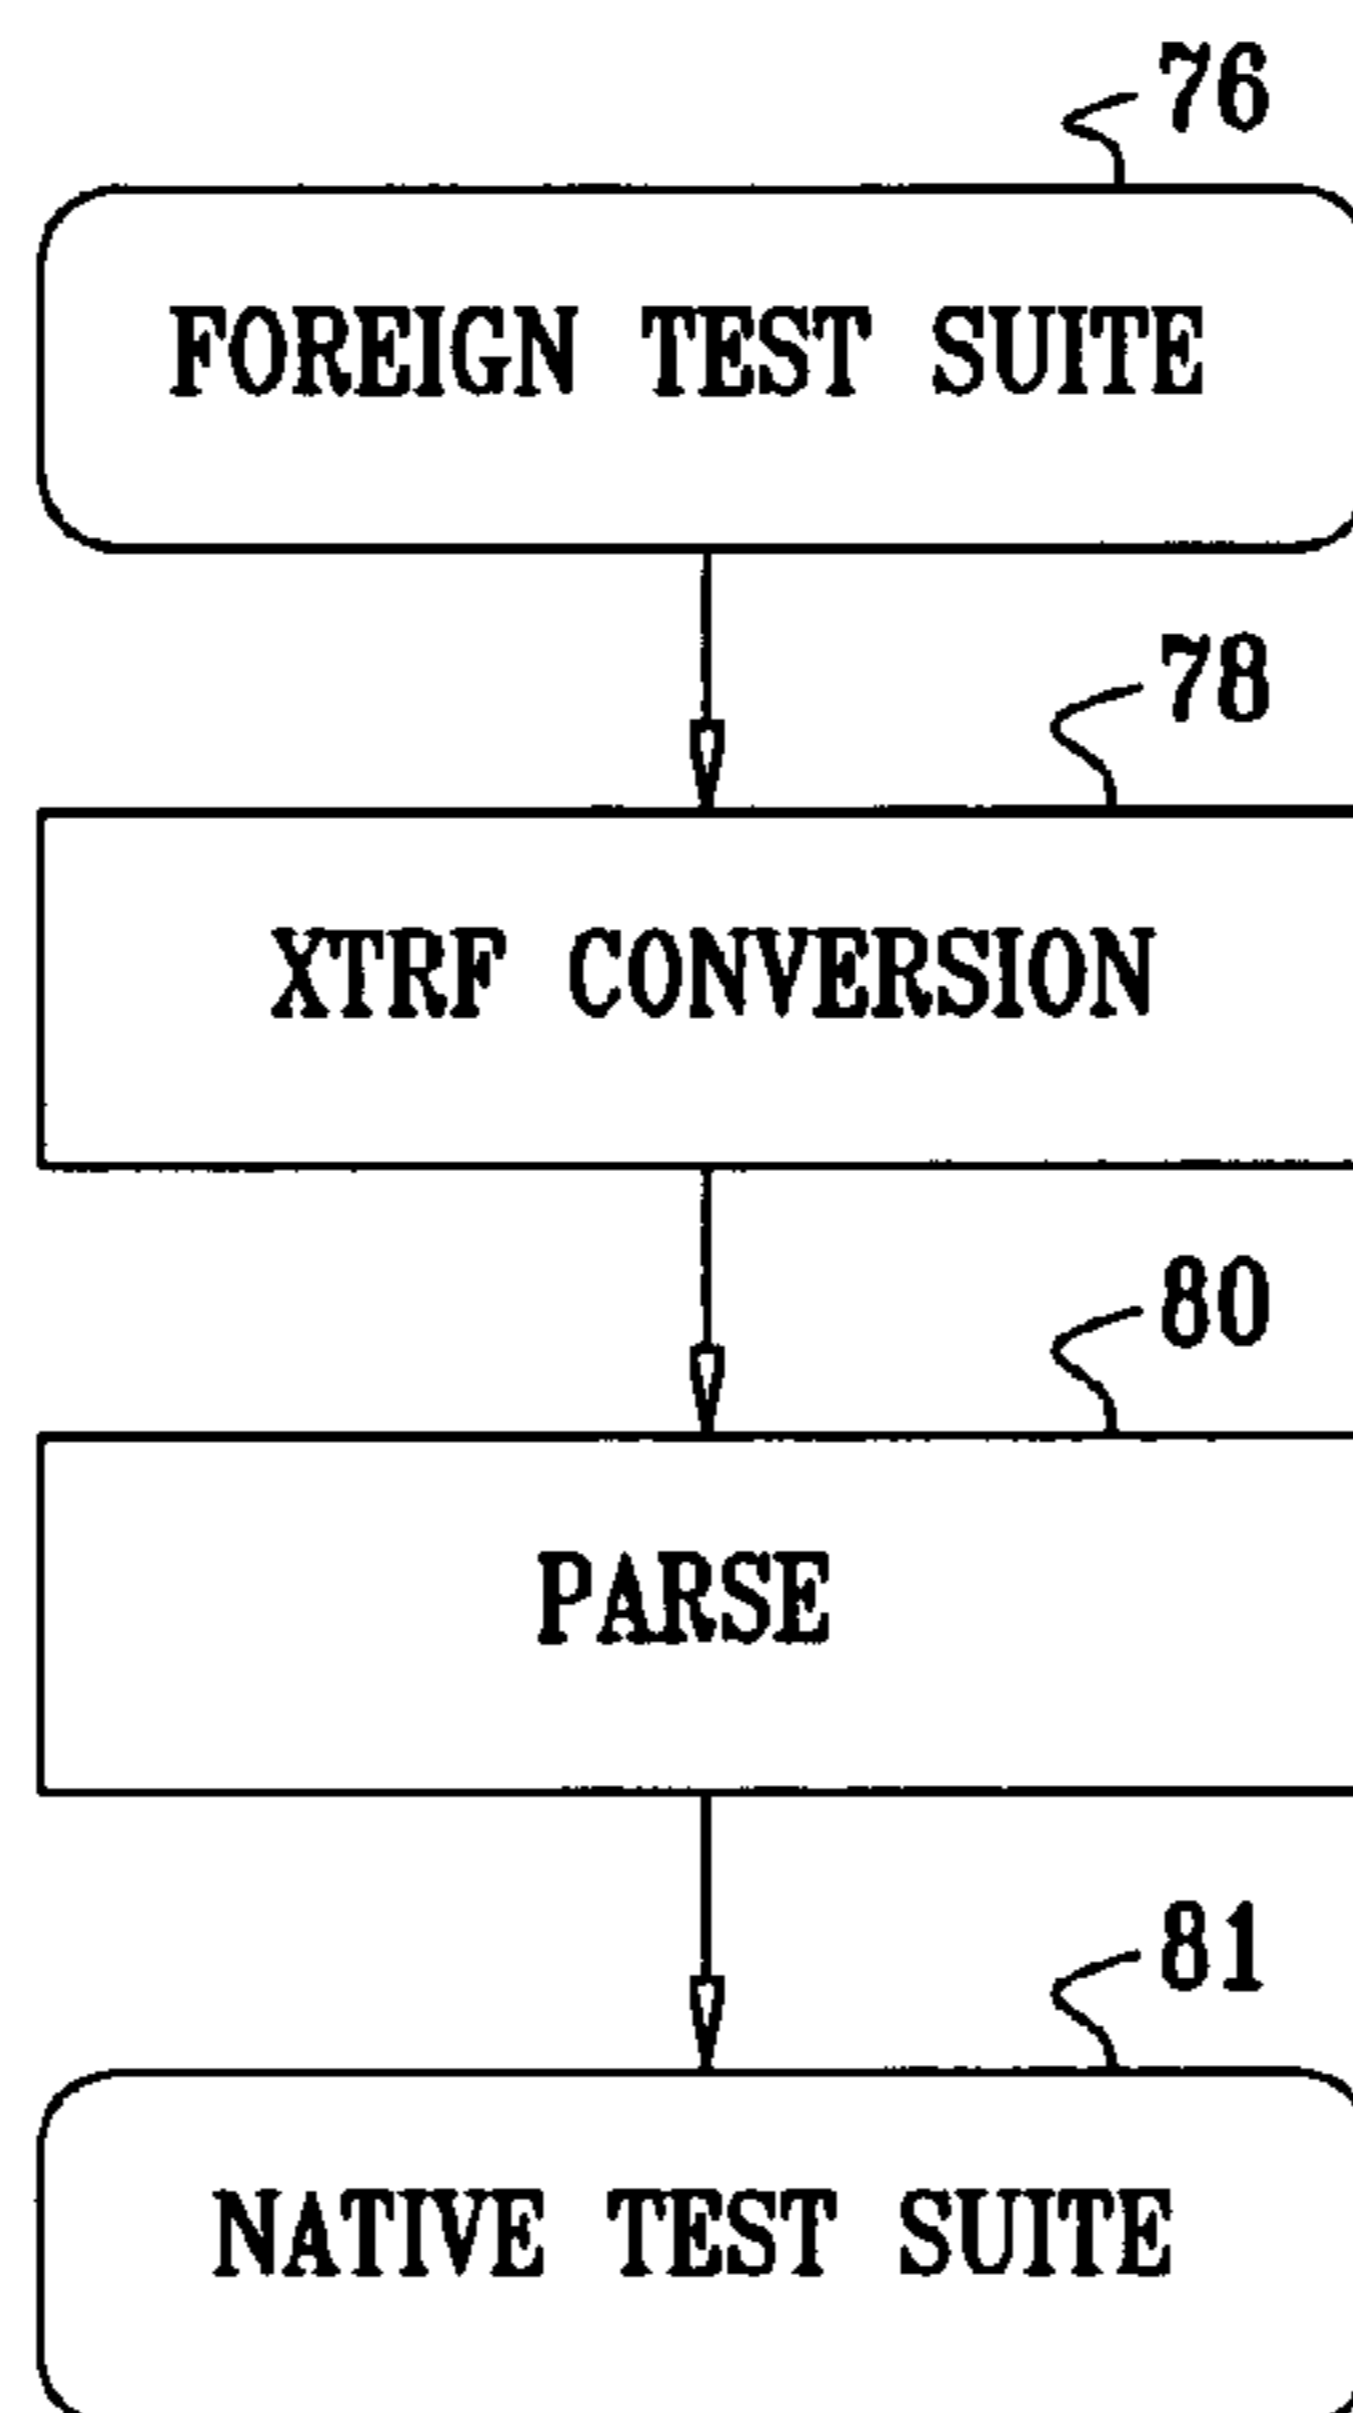 76
FOREIGN TEST SUITE
78
XTRF CONVERSION
80
PARSE
81
NATIVE TEST SUITE